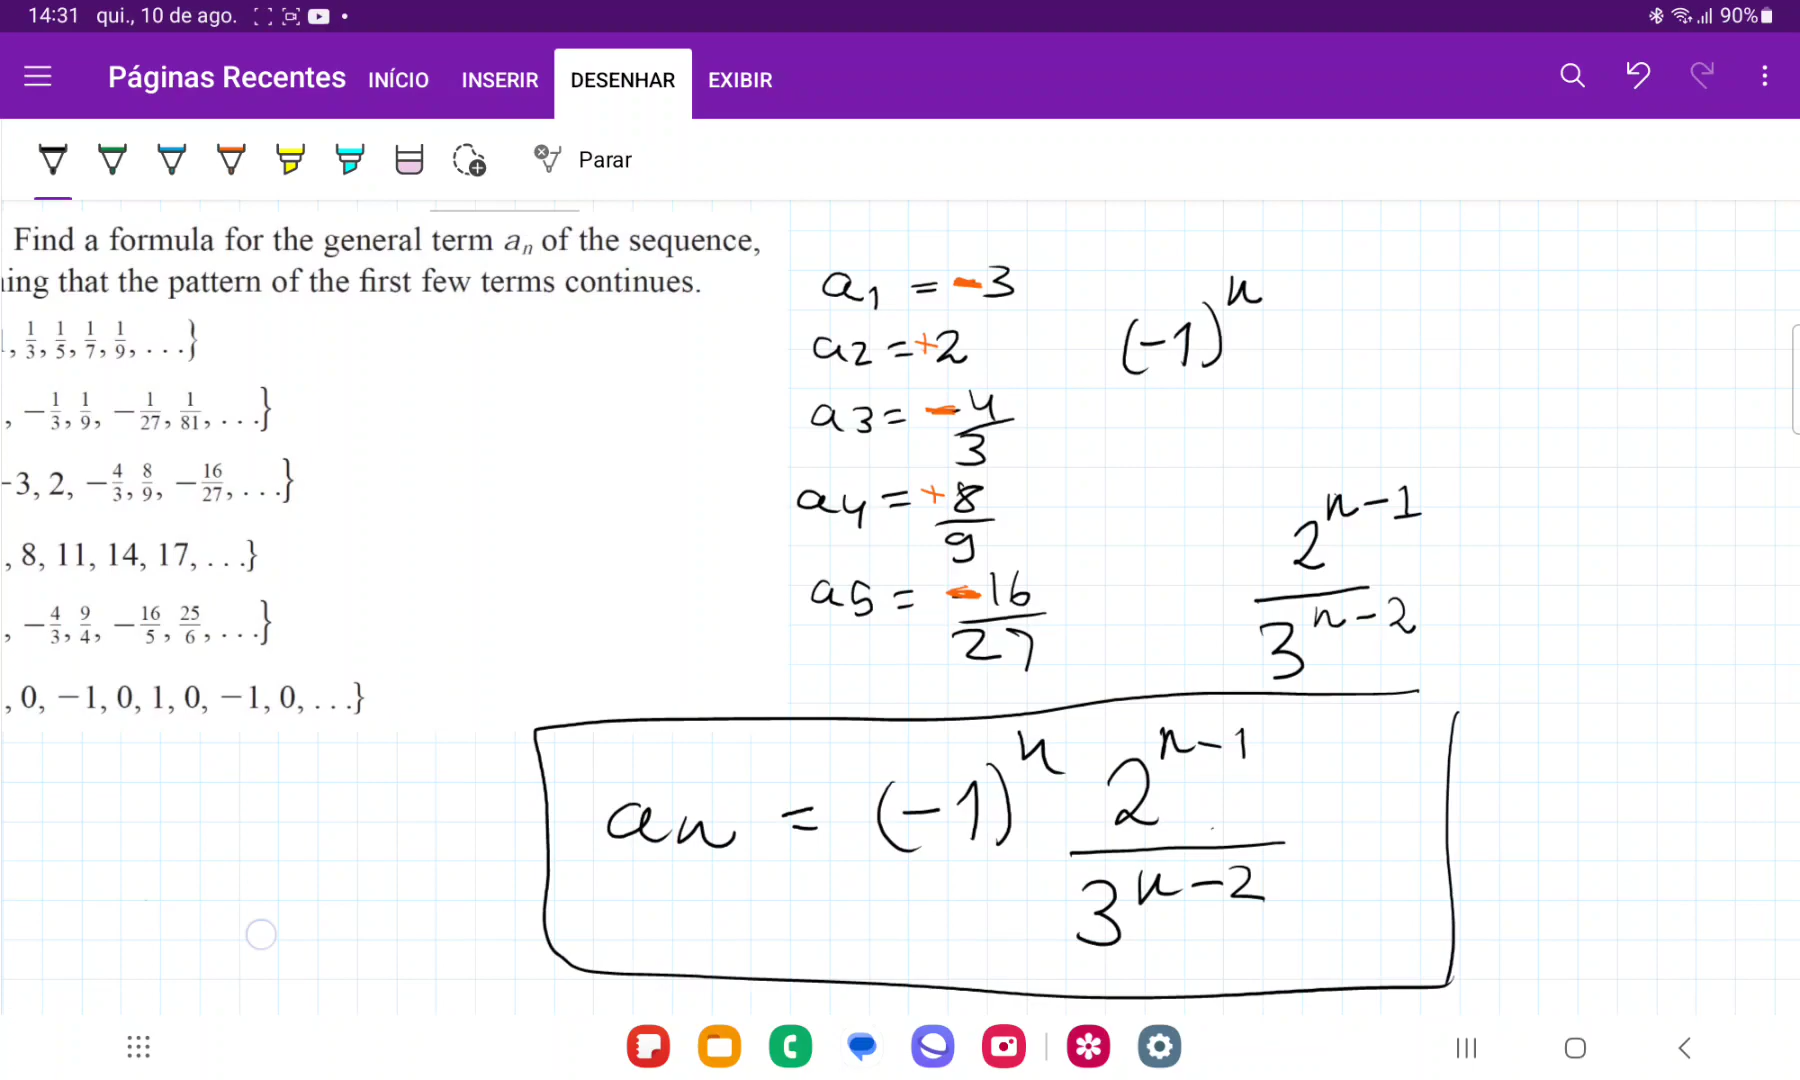 14:31 qui., 10 de ago. 90%
Páginas Recentes INÍCIO INSERIR DESENHAR EXIBIR
Parar
Find a formula for the general term aₙ of the sequence,
ing that the pattern of the first few terms continues.
, 1/3, 1/5, 1/7, 1/9, . . .}
, −1/3, 1/9, −1/27, 1/81, . . .}
-3, 2, −4/3, 8/9, −16/27, . . .}
, 8, 11, 14, 17, . . .}
, −4/3, 9/4, −16/5, 25/6, . . .}
, 0, −1, 0, 1, 0, −1, 0, . . .}
a1 = -3
a2 = +2
a3 = -4/3
a4 = +8/9
a5 = -16/27
(-1)^n
2^(n-1) / 3^(n-2)
an = (-1)^n 2^(n-1) / 3^(n-2)